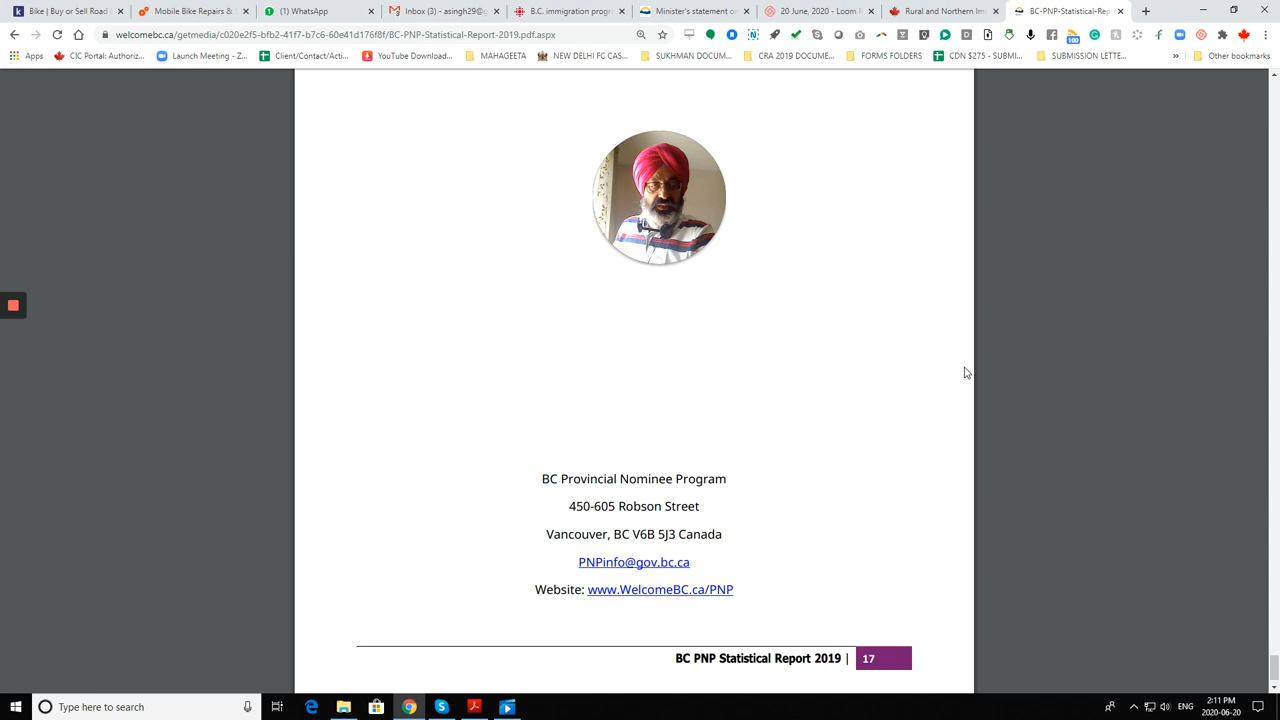 Bike | Buy or Sell Road
Mobile Bike Repairs &
(1) WhatsApp
Inbox (3) - asingh29@g
B.C. immigration progr
Minister's statement on
20 June, 2020 - Loon R
Rural and Northern Im
BC-PNP-Statistical-Rep
welcomebc.ca/getmedia/c020e2f5-bfb2-41f7-b7c6-60e41d176f8f/BC-PNP-Statistical-Report-2019.pdf.aspx
100
Apps
CIC Portal: Authoriz...
Launch Meeting - Z...
Client/Contact/Acti...
YouTube Download...
MAHAGEETA
NEW DELHI FC CAS...
SUKHMAN DOCUM...
CRA 2019 DOCUME...
FORMS FOLDERS
CDN $275 - SUBMI...
SUBMISSION LETTE...
»
Other bookmarks
BC Provincial Nominee Program
450-605 Robson Street
Vancouver, BC V6B 5J3 Canada
PNPinfo@gov.bc.ca
Website: www.WelcomeBC.ca/PNP
BC PNP Statistical Report 2019 | 17
Type here to search
ENG
2:11 PM
2020-06-20